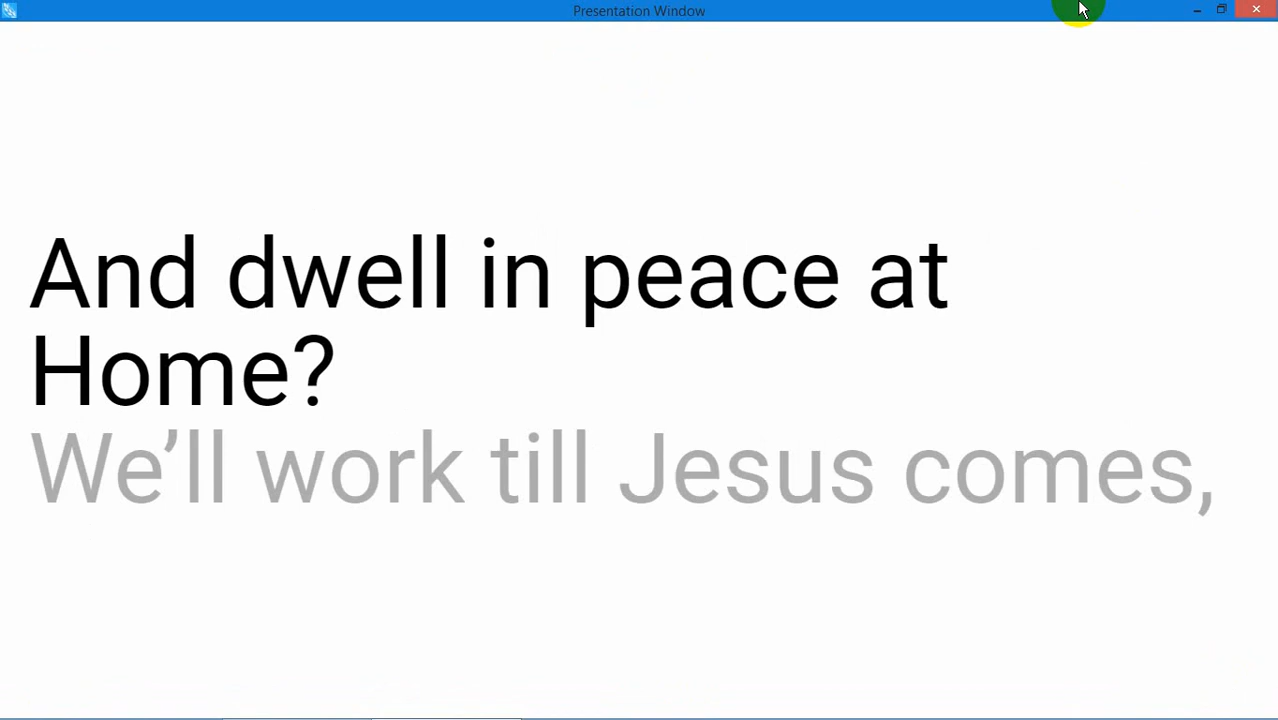 Presentation Window
And dwell in peace at
Home?
We’ll work till Jesus comes,